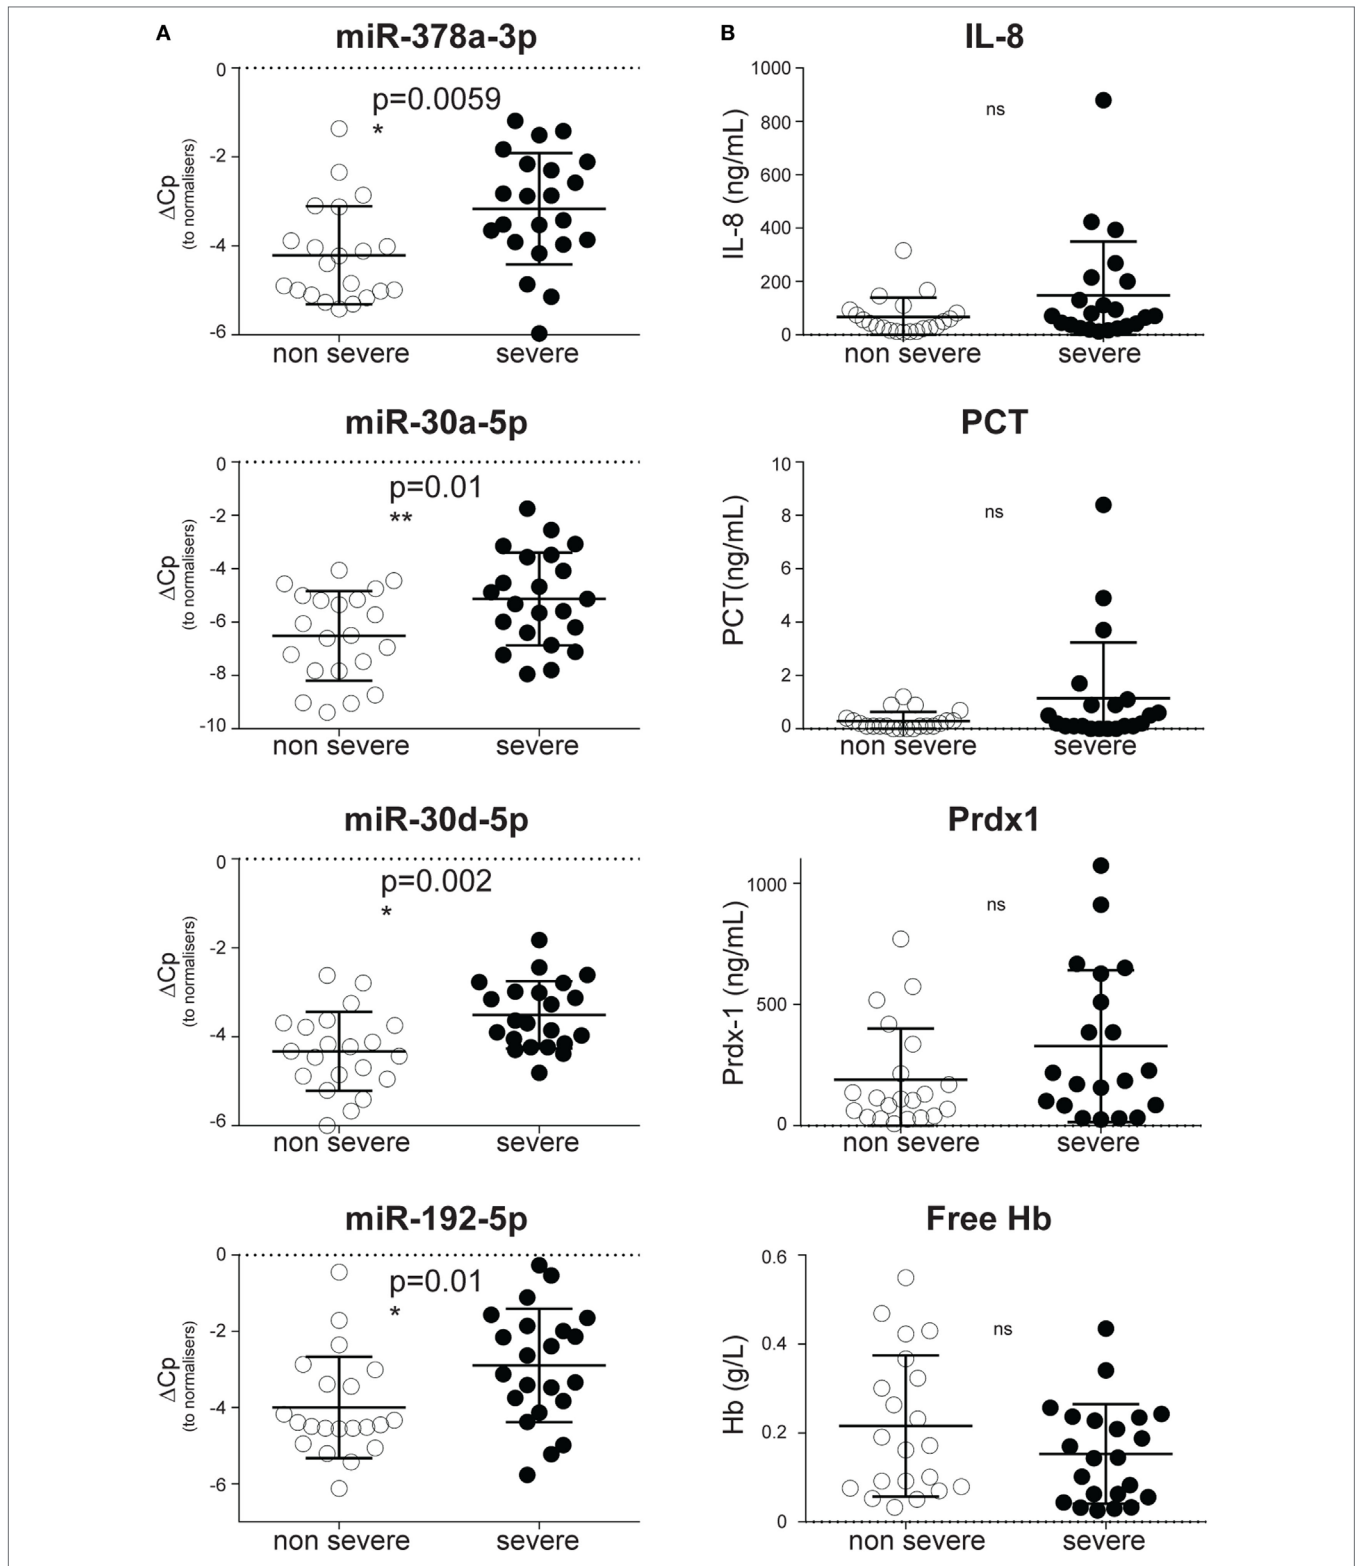 A
miR-378a-3p
0
-2
-4
-6
ΔCp
(to normalisers)
p=0.0059
*
non severe
severe
miR-30a-5p
0
-2
-4
-6
-8
-10
ΔCp
(to normalisers)
p=0.01
**
non severe
severe
miR-30d-5p
0
-2
-4
-6
ΔCp
(to normalisers)
p=0.002
*
non severe
severe
miR-192-5p
0
-2
-4
-6
ΔCp
(to normalisers)
p=0.01
*
non severe
severe
B
IL-8
1000
800
600
400
200
0
IL-8 (ng/mL)
ns
non severe
severe
PCT
10
8
6
4
2
0
PCT(ng/mL)
ns
non severe
severe
Prdx1
1000
500
0
Prdx-1 (ng/mL)
ns
non severe
severe
Free Hb
0.6
0.4
0.2
0
Hb (g/L)
ns
non severe
severe